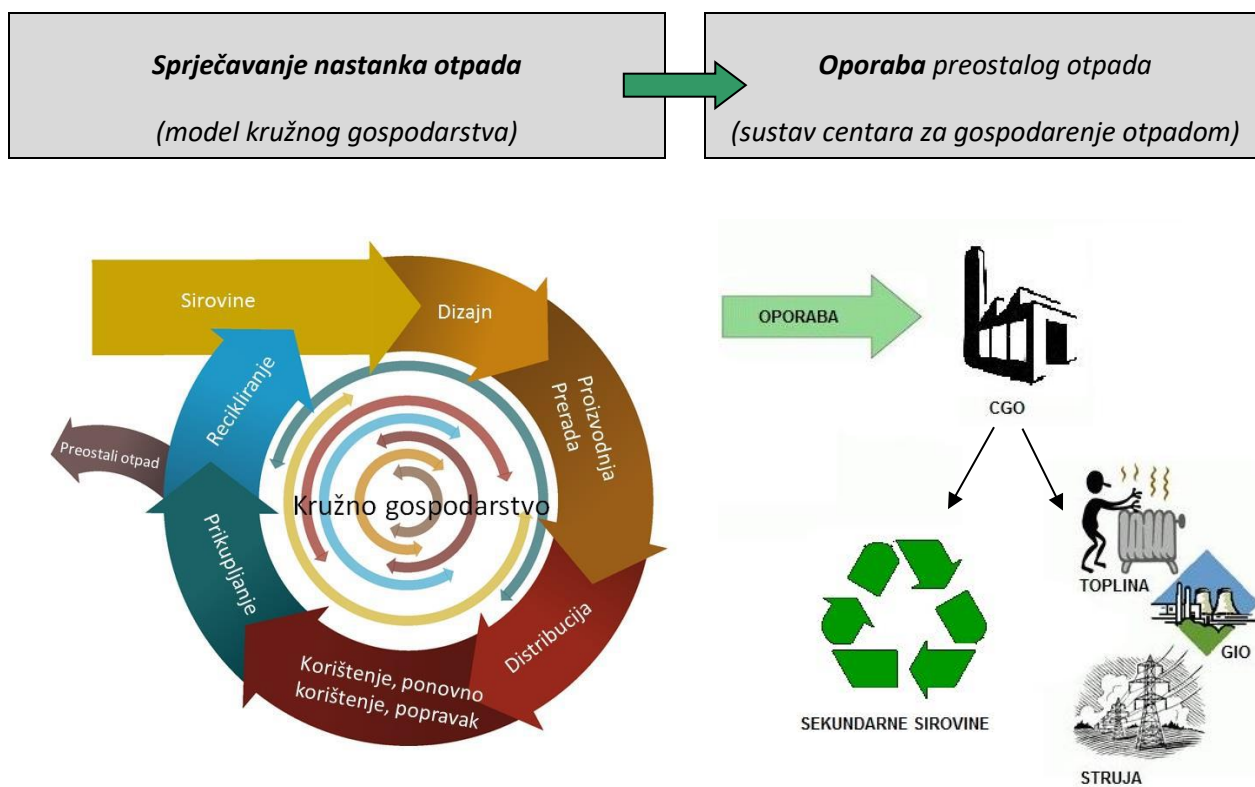 Sprječavanje nastanka otpada
(model kružnog gospodarstva)
Oporaba preostalog otpada
(sustav centara za gospodarenje otpadom)
Sirovine
Dizajn
Proizvodnja
Prerada
Distribucija
Korištenje, ponovno
korištenje, popravak
Prikupljanje
Recikliranje
Preostali otpad
Kružno gospodarstvo
OPORABA
CGO
SEKUNDARNE SIROVINE
TOPLINA
GIO
STRUJA